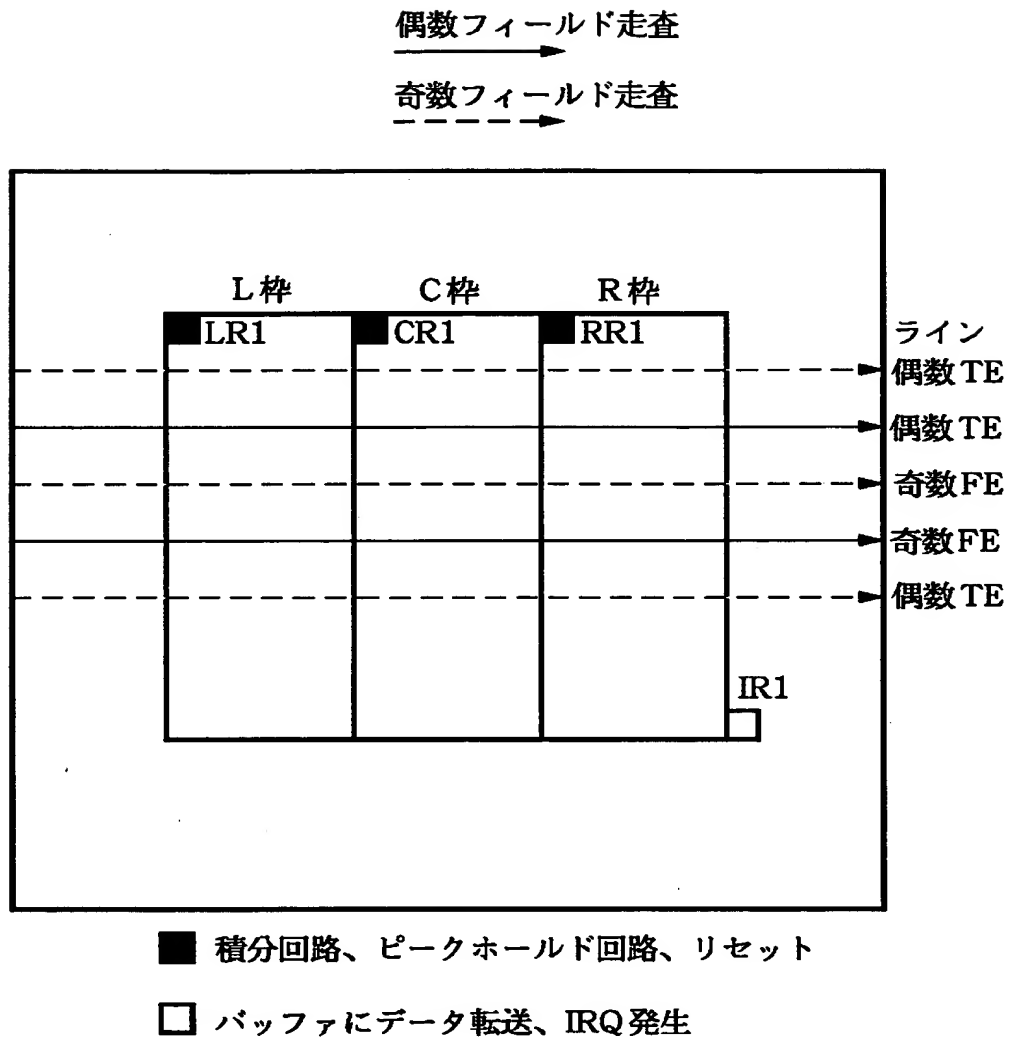 偶数フィールド走査
奇数フィールド走査
L枠 C枠 R枠
LR1 CR1 RR1
ライン
偶数TE
偶数TE
奇数FE
奇数FE
偶数TE
IR1
積分回路、ピークホールド回路、リセット
バッファにデータ転送、IRQ発生